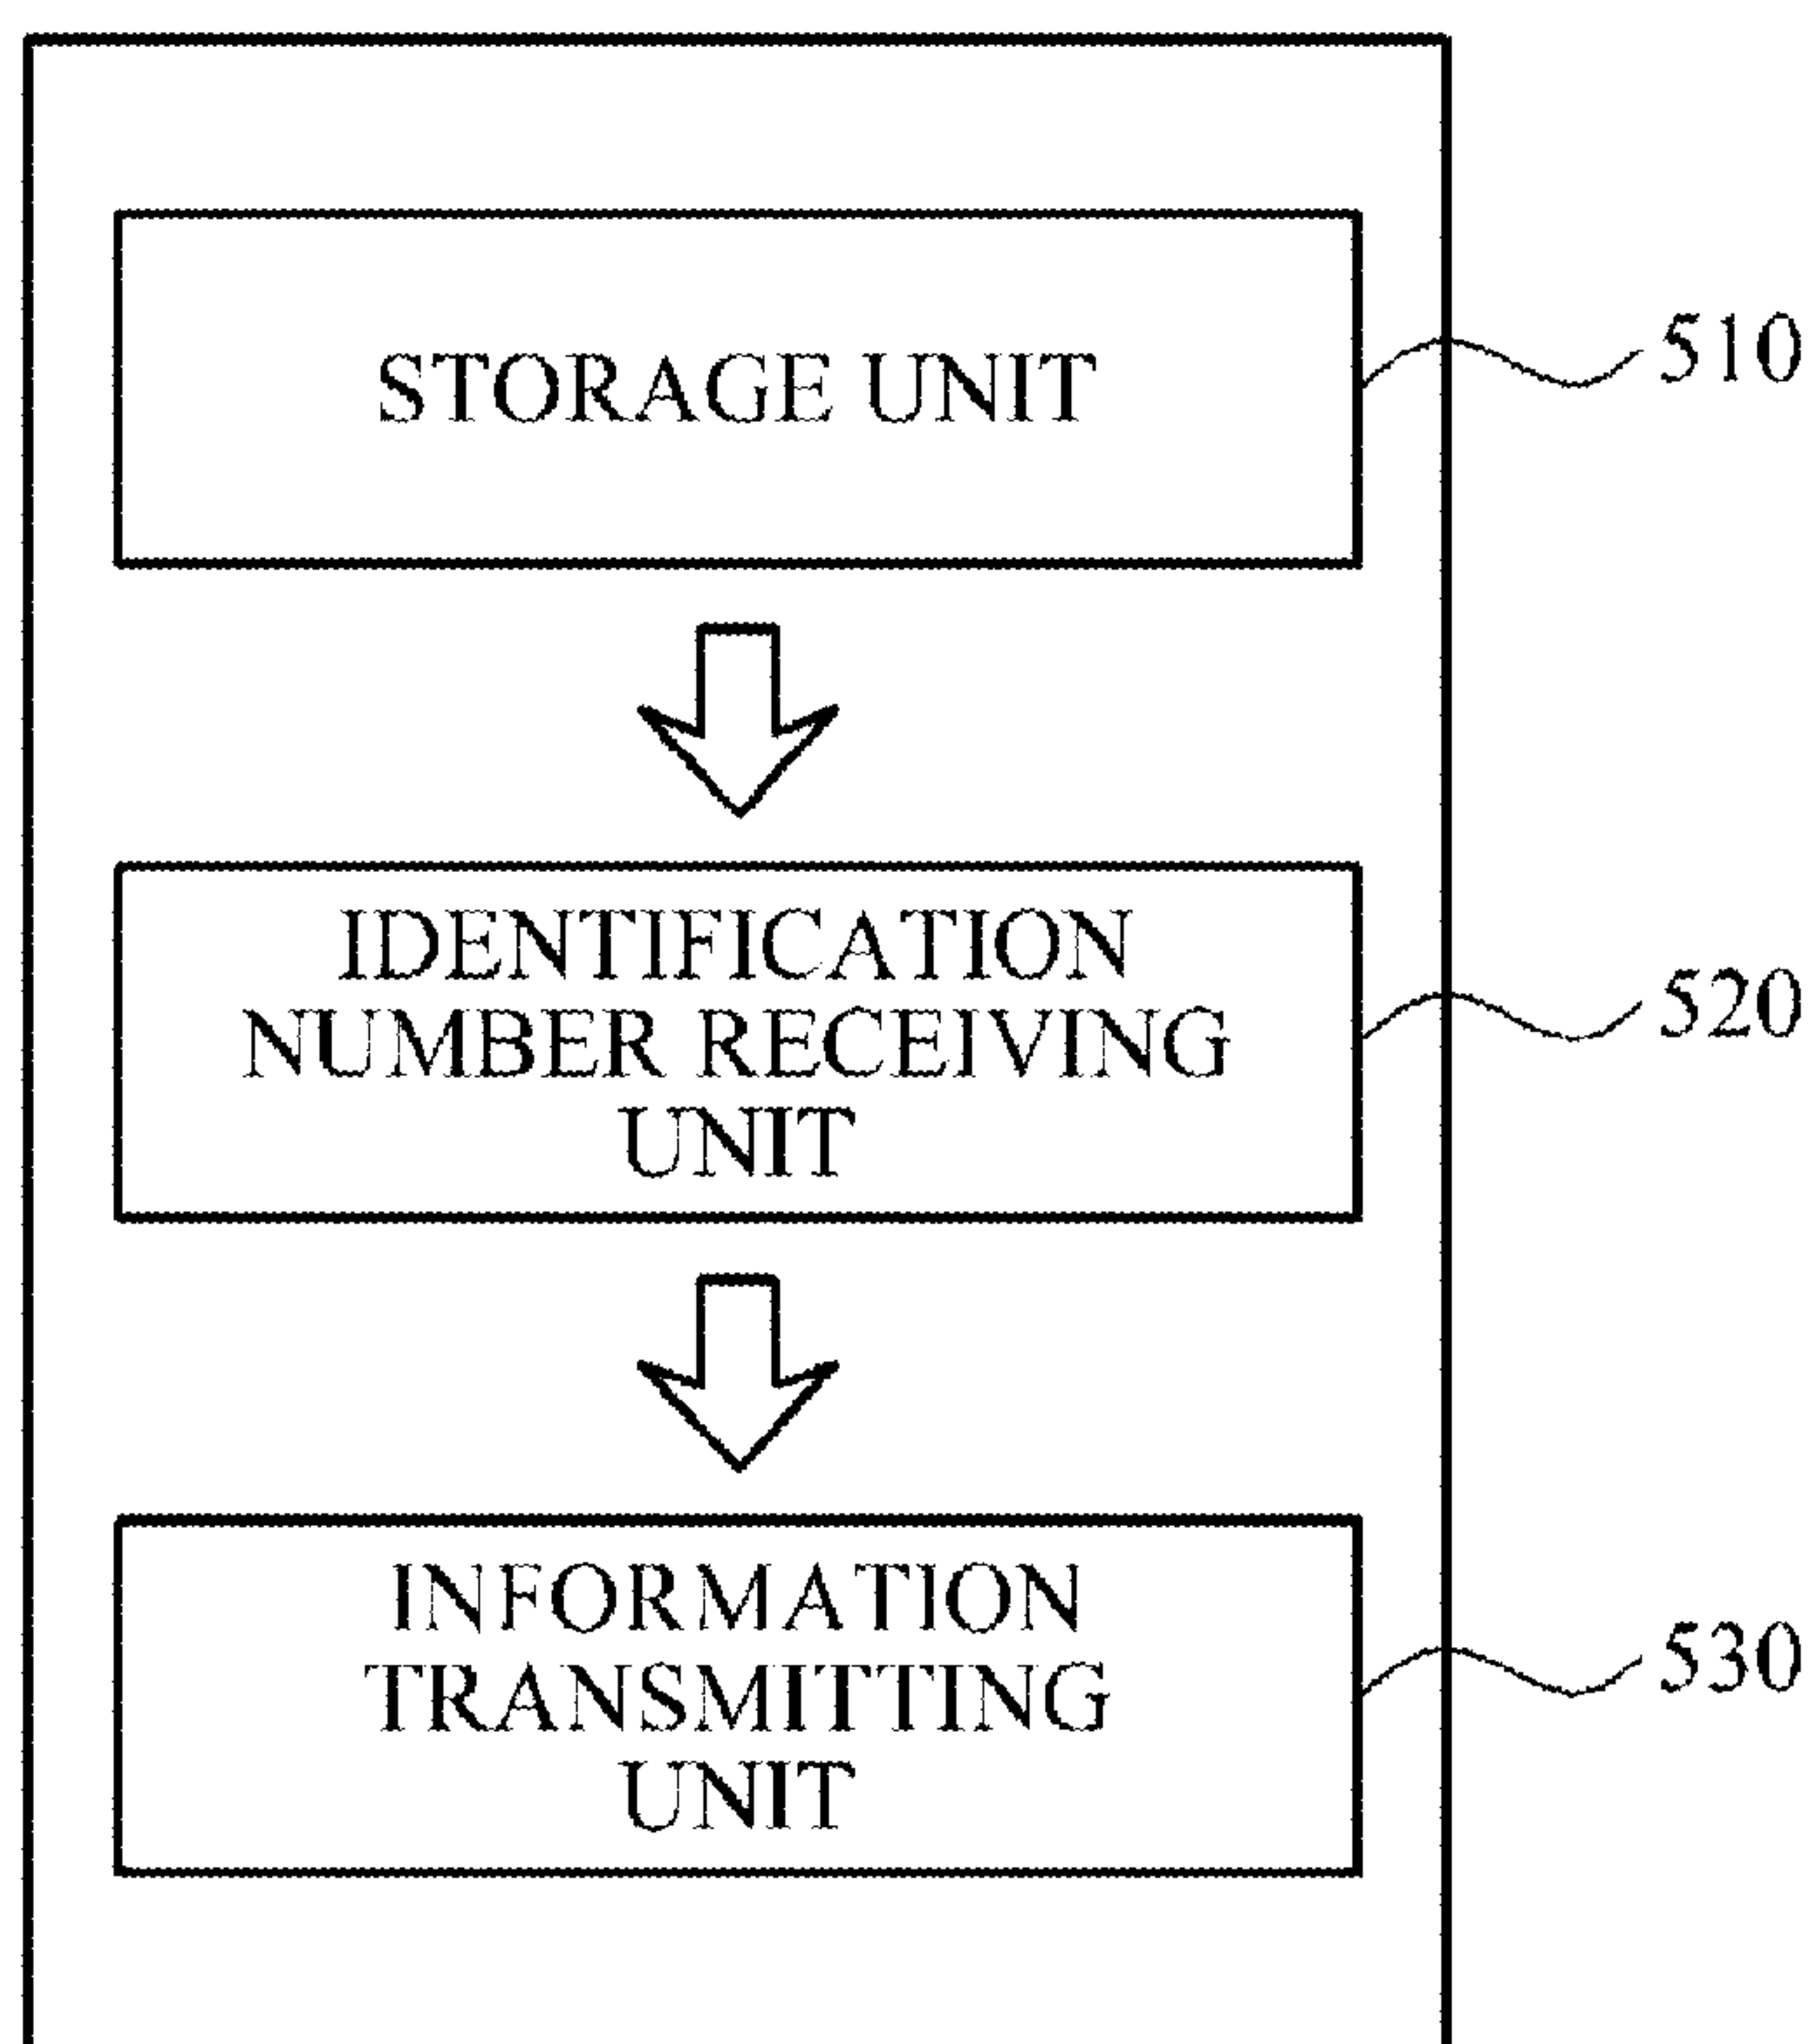 STORAGE UNIT
510
IDENTIFICATION
NUMBER RECEIVING
UNIT
520
INFORMATION
TRANSMITTING
UNIT
530